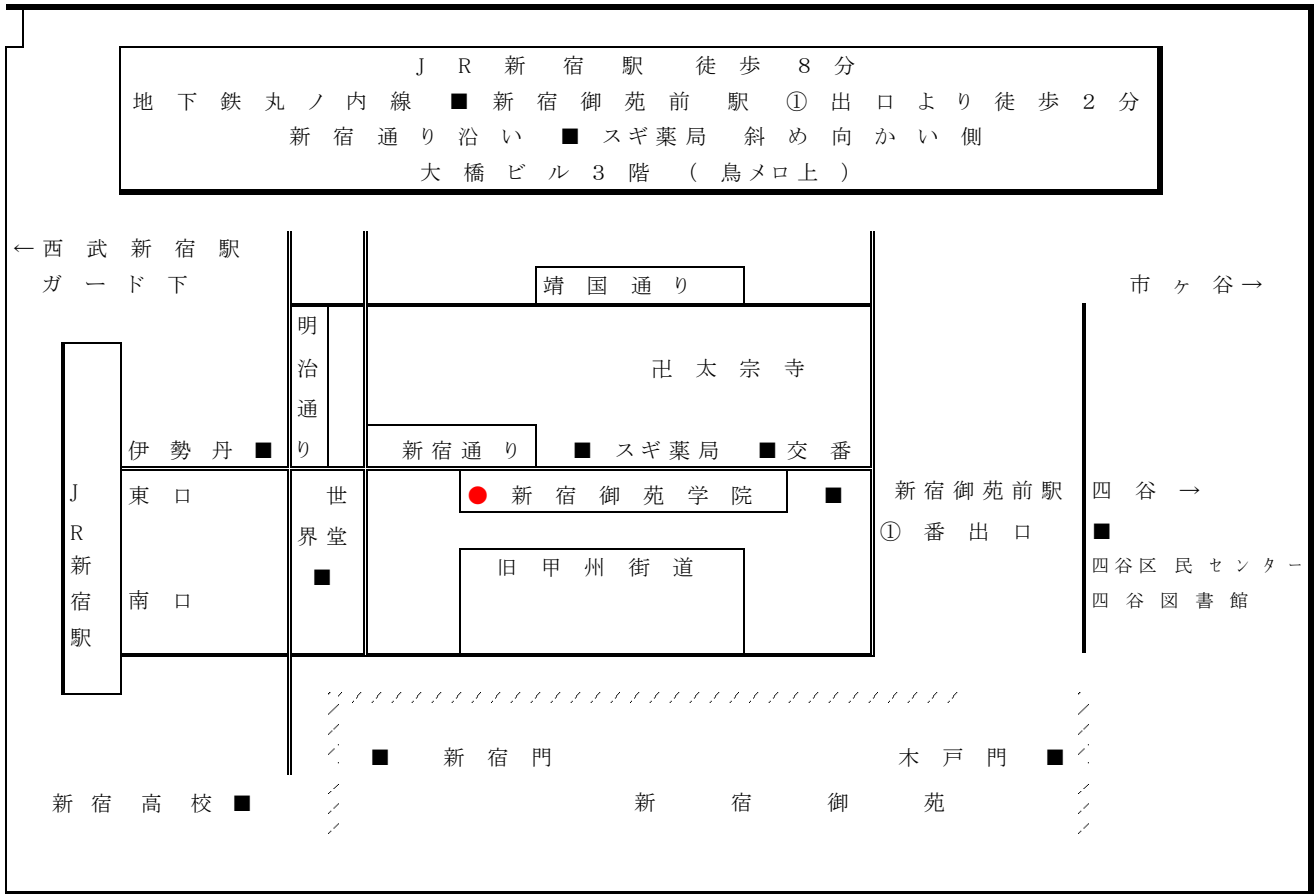 JR新宿駅 徒歩8分
地下鉄丸ノ内線 ■ 新宿御苑前駅 ①出口より徒歩2分
新宿通り沿い ■ スギ薬局 斜め向かい側
大橋ビル3階 (鳥メロ上)
←西武新宿駅
ガード下
靖国通り
市ヶ谷→
明治通り
卍太宗寺
伊勢丹■
新宿通り
■ スギ薬局
■交番
JR新宿駅
東口
世界堂
■
●新宿御苑学院
■
新宿御苑前駅
①番出口
四谷→
■
四谷区民センター
四谷図書館
旧甲州街道
南口
■ 新宿門
木戸門 ■
新宿高校■
新宿御苑